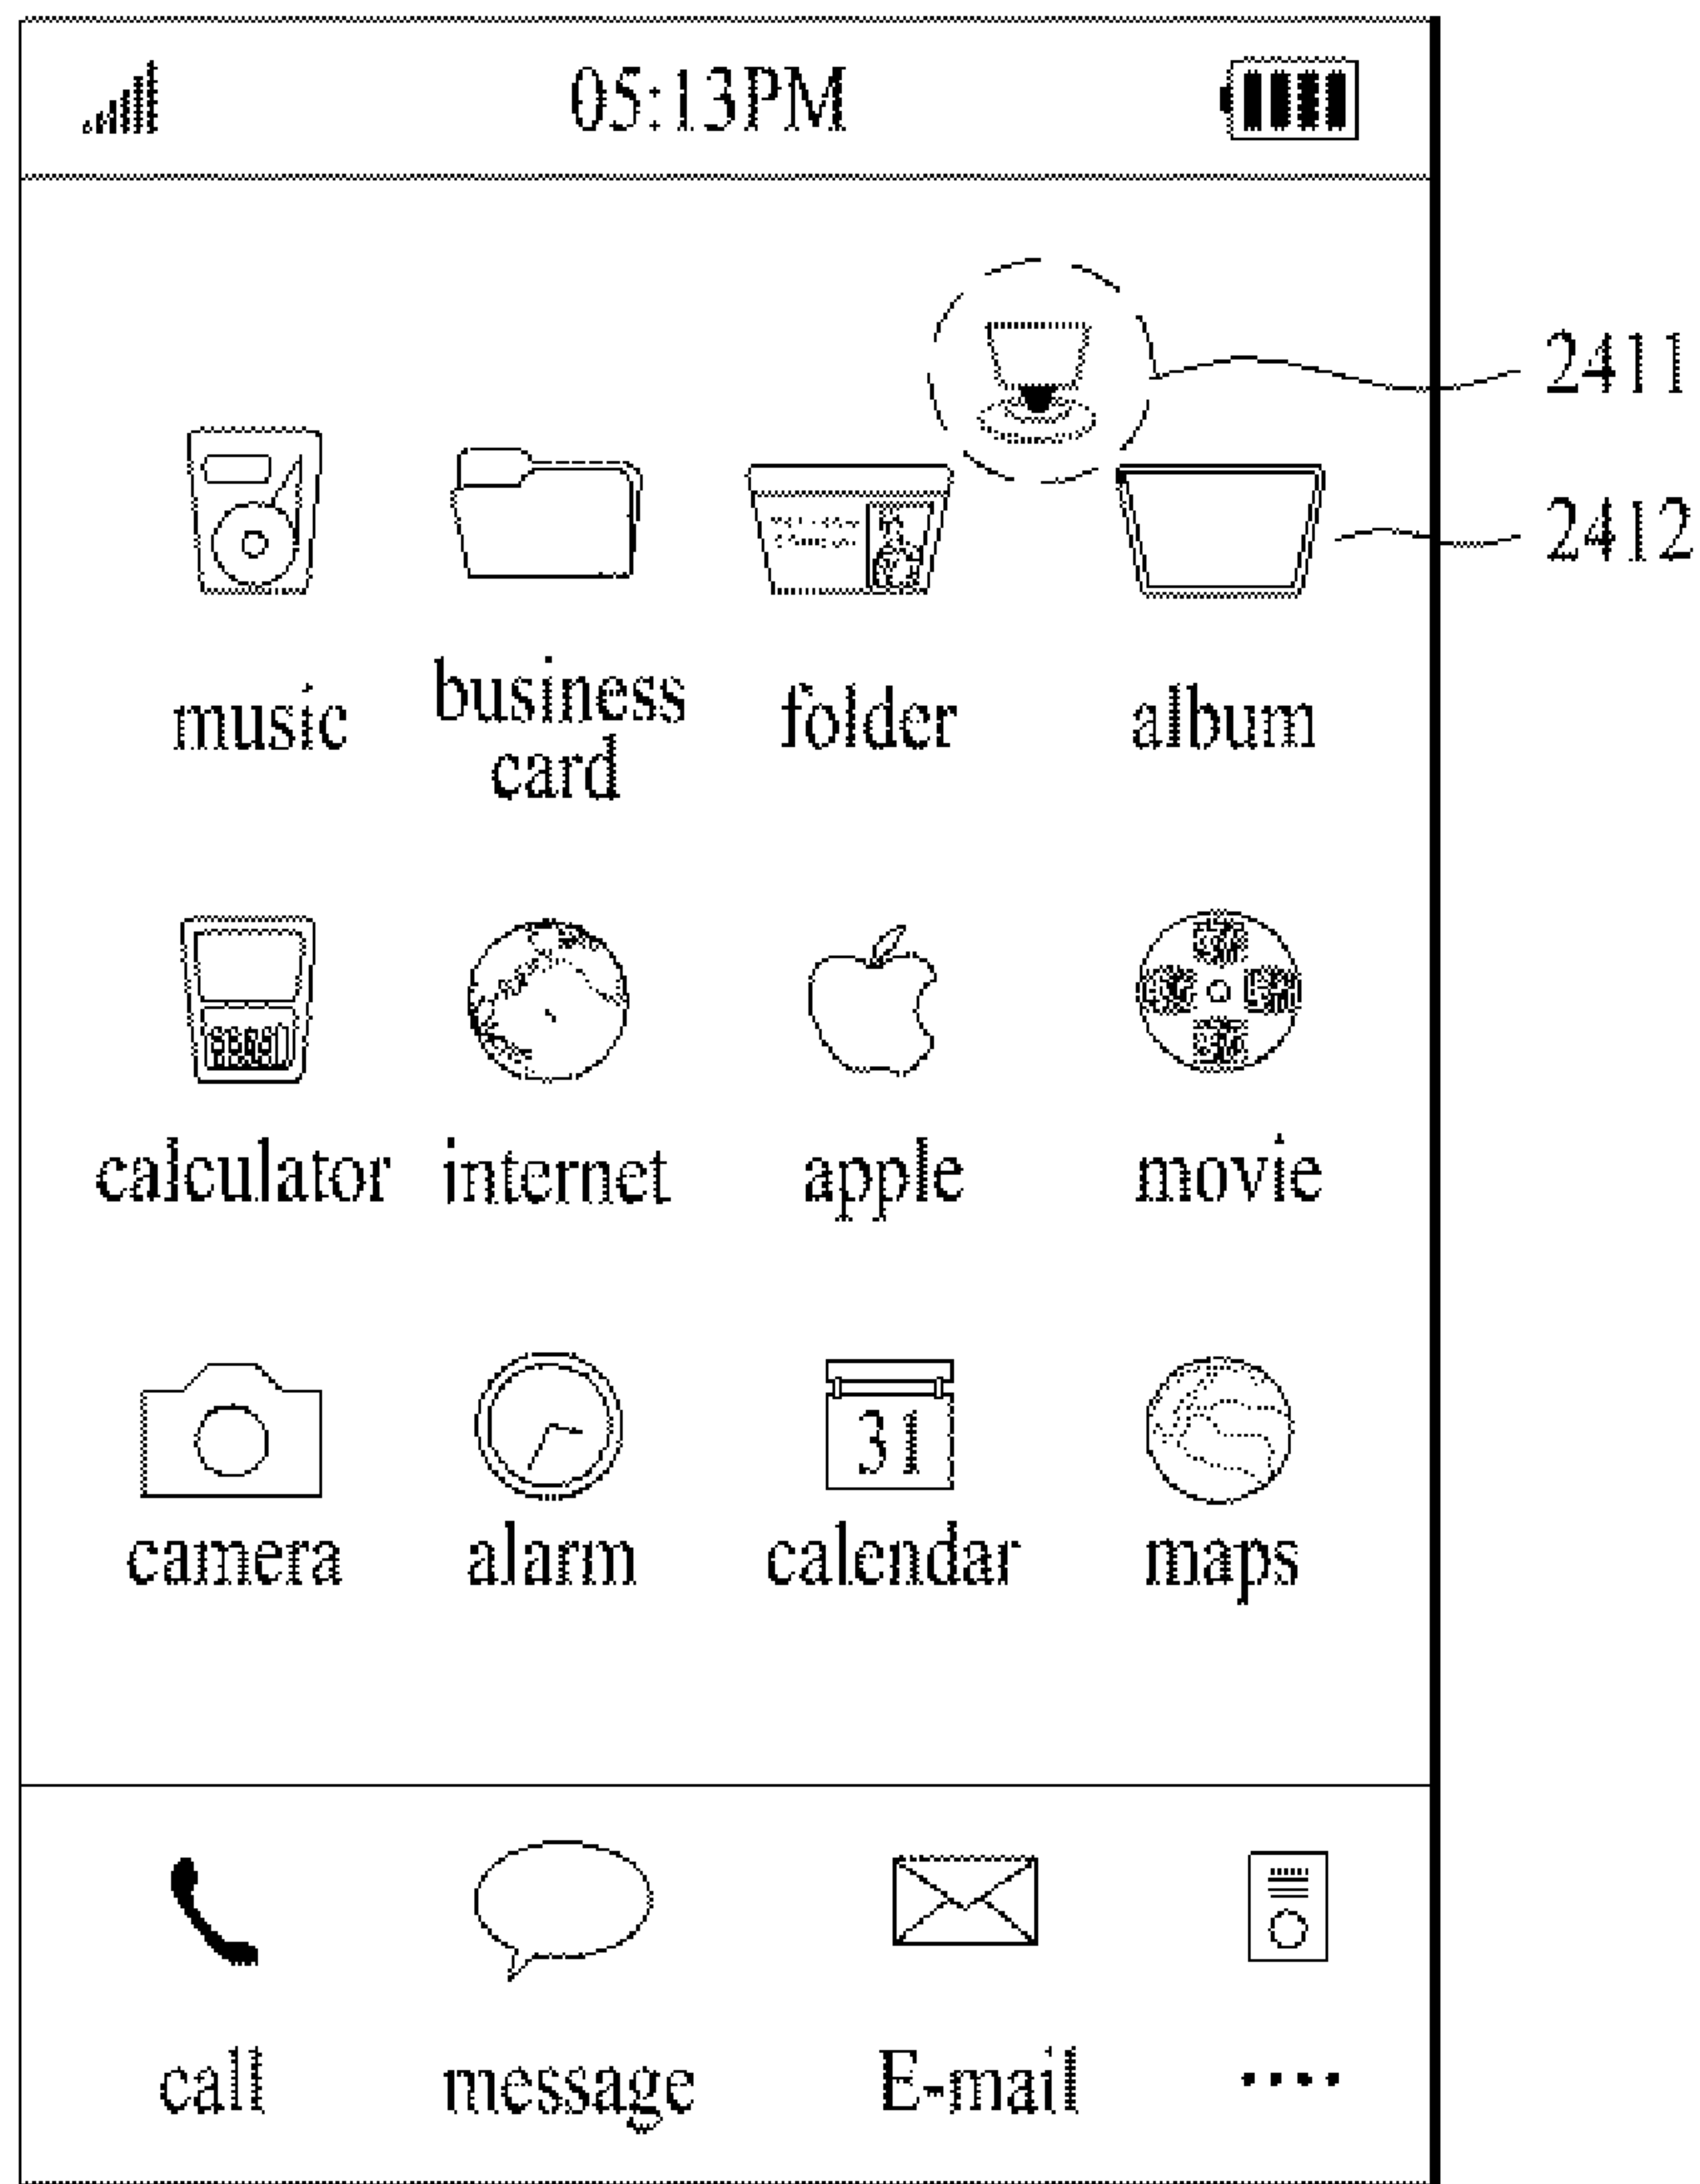 05:13PM
2411
2412
music
business
card
folder
album
calculator
internet
apple
movie
31
camera
alarm
calendar
maps
call
message
E-mail
....